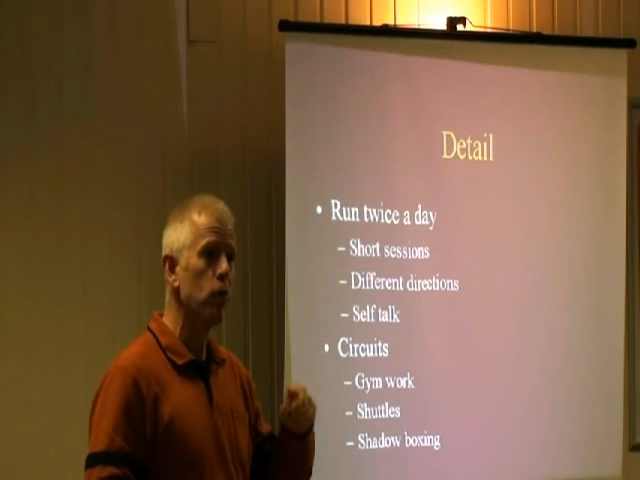 Detail
• Run twice a day
– Short sessions
– Different directions
– Self talk
• Circuits
– Gym work
– Shuttles
– Shadow boxing